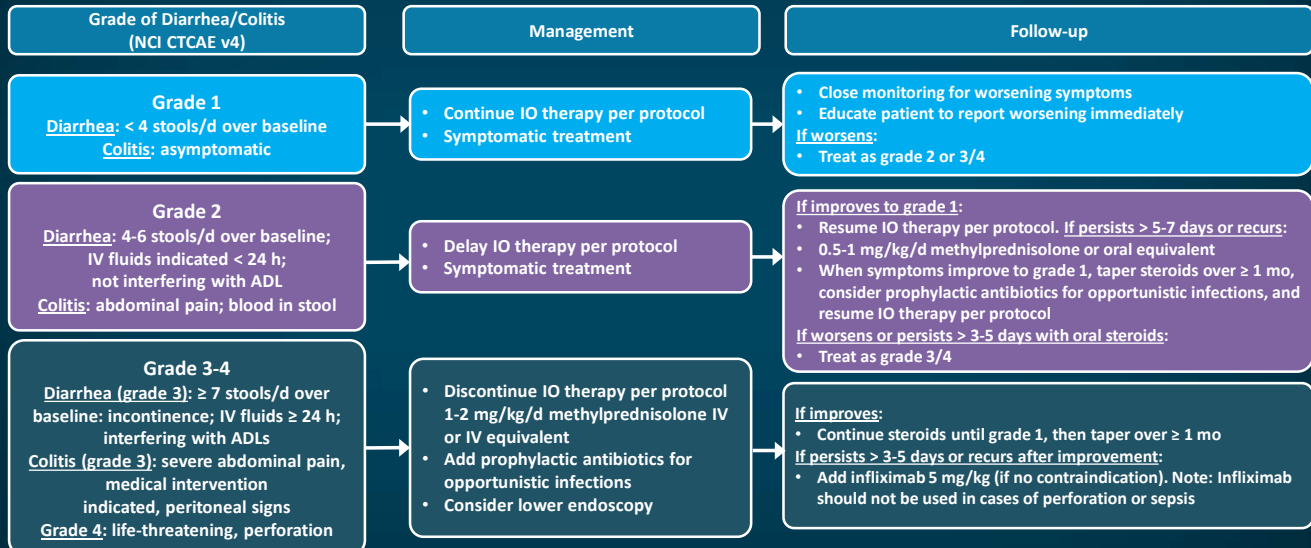 Grade of Diarrhea/Colitis
(NCI CTCAE v4)
Management
Follow-up
Grade 1
Diarrhea: < 4 stools/d over baseline
Colitis: asymptomatic
• Continue IO therapy per protocol
• Symptomatic treatment
• Close monitoring for worsening symptoms
• Educate patient to report worsening immediately
If worsens:
• Treat as grade 2 or 3/4
Grade 2
Diarrhea: 4-6 stools/d over baseline;
IV fluids indicated < 24 h;
not interfering with ADL
Colitis: abdominal pain; blood in stool
• Delay IO therapy per protocol
• Symptomatic treatment
If improves to grade 1:
• Resume IO therapy per protocol. If persists > 5-7 days or recurs:
• 0.5-1 mg/kg/d methylprednisolone or oral equivalent
• When symptoms improve to grade 1, taper steroids over ≥ 1 mo,
consider prophylactic antibiotics for opportunistic infections, and
resume IO therapy per protocol
If worsens or persists > 3-5 days with oral steroids:
• Treat as grade 3/4
Grade 3-4
Diarrhea (grade 3): ≥ 7 stools/d over
baseline: incontinence; IV fluids ≥ 24 h;
interfering with ADLs
Colitis (grade 3): severe abdominal pain,
medical intervention
indicated, peritoneal signs
Grade 4: life-threatening, perforation
• Discontinue IO therapy per protocol
1-2 mg/kg/d methylprednisolone IV
or IV equivalent
• Add prophylactic antibiotics for
opportunistic infections
• Consider lower endoscopy
If improves:
• Continue steroids until grade 1, then taper over ≥ 1 mo
If persists > 3-5 days or recurs after improvement:
• Add infliximab 5 mg/kg (if no contraindication). Note: Infliximab
should not be used in cases of perforation or sepsis